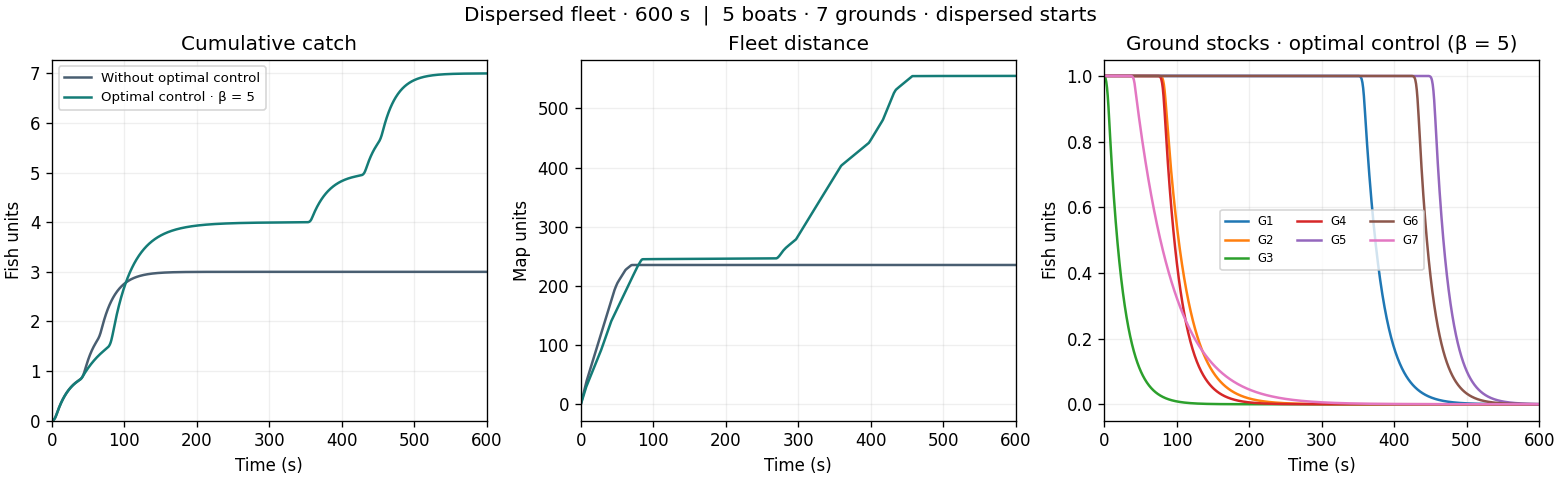 Dispersed fleet · 600 s | 5 boats · 7 grounds · dispersed starts
Cumulative catch
Fish units
7
6
5
4
3
2
1
0
0 100 200 300 400 500 600
Time (s)
Without optimal control
Optimal control · β = 5
Fleet distance
Map units
500
400
300
200
100
0
0 100 200 300 400 500 600
Time (s)
Ground stocks · optimal control (β = 5)
Fish units
1.0
0.8
0.6
0.4
0.2
0.0
0 100 200 300 400 500 600
Time (s)
G1 G4 G6
G2 G5 G7
G3